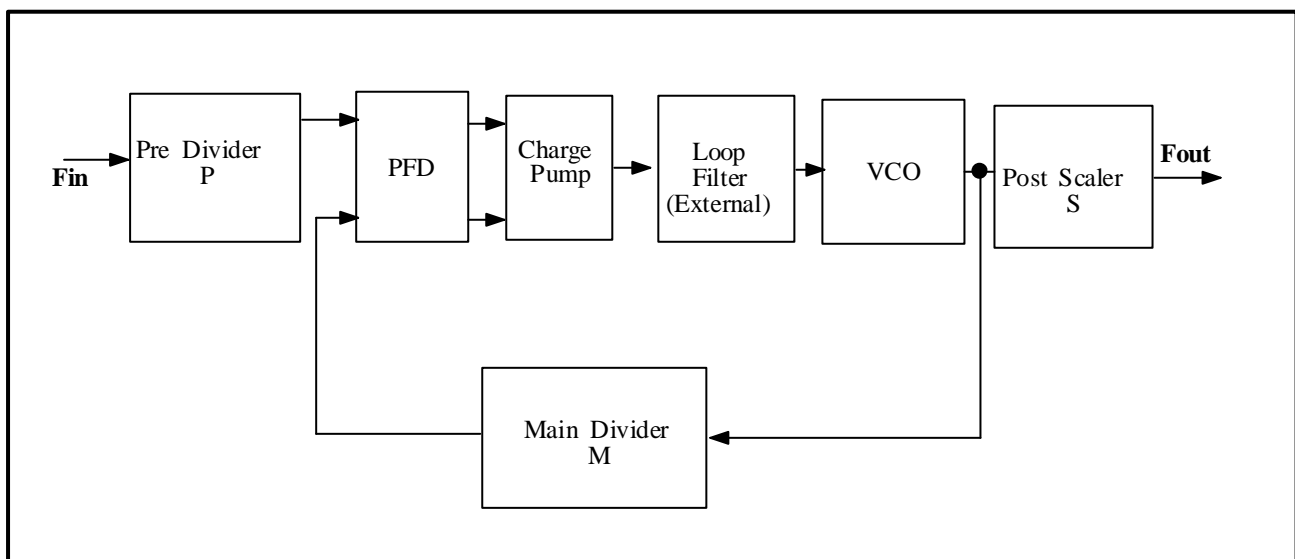 Fin
Pre Divider
P
PFD
Charge
Pump
Loop
Filter
(External)
VCO
Post Scaler
S
Fout
Main Divider
M